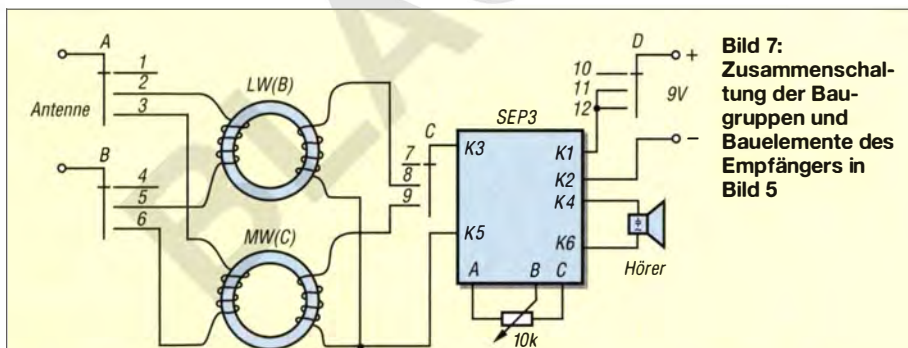 A
1
2
3
Antenne
B
4
5
6
LW(B)
MW(C)
C
7
8
9
SEP3
K3
K5
K1
K2
K4
K6
A B C
10k
10
11
12
D
+
9V
–
Hörer
Bild 7:
Zusammenschal-
tung der Bau-
gruppen und
Bauelemente des
Empfängers in
Bild 5